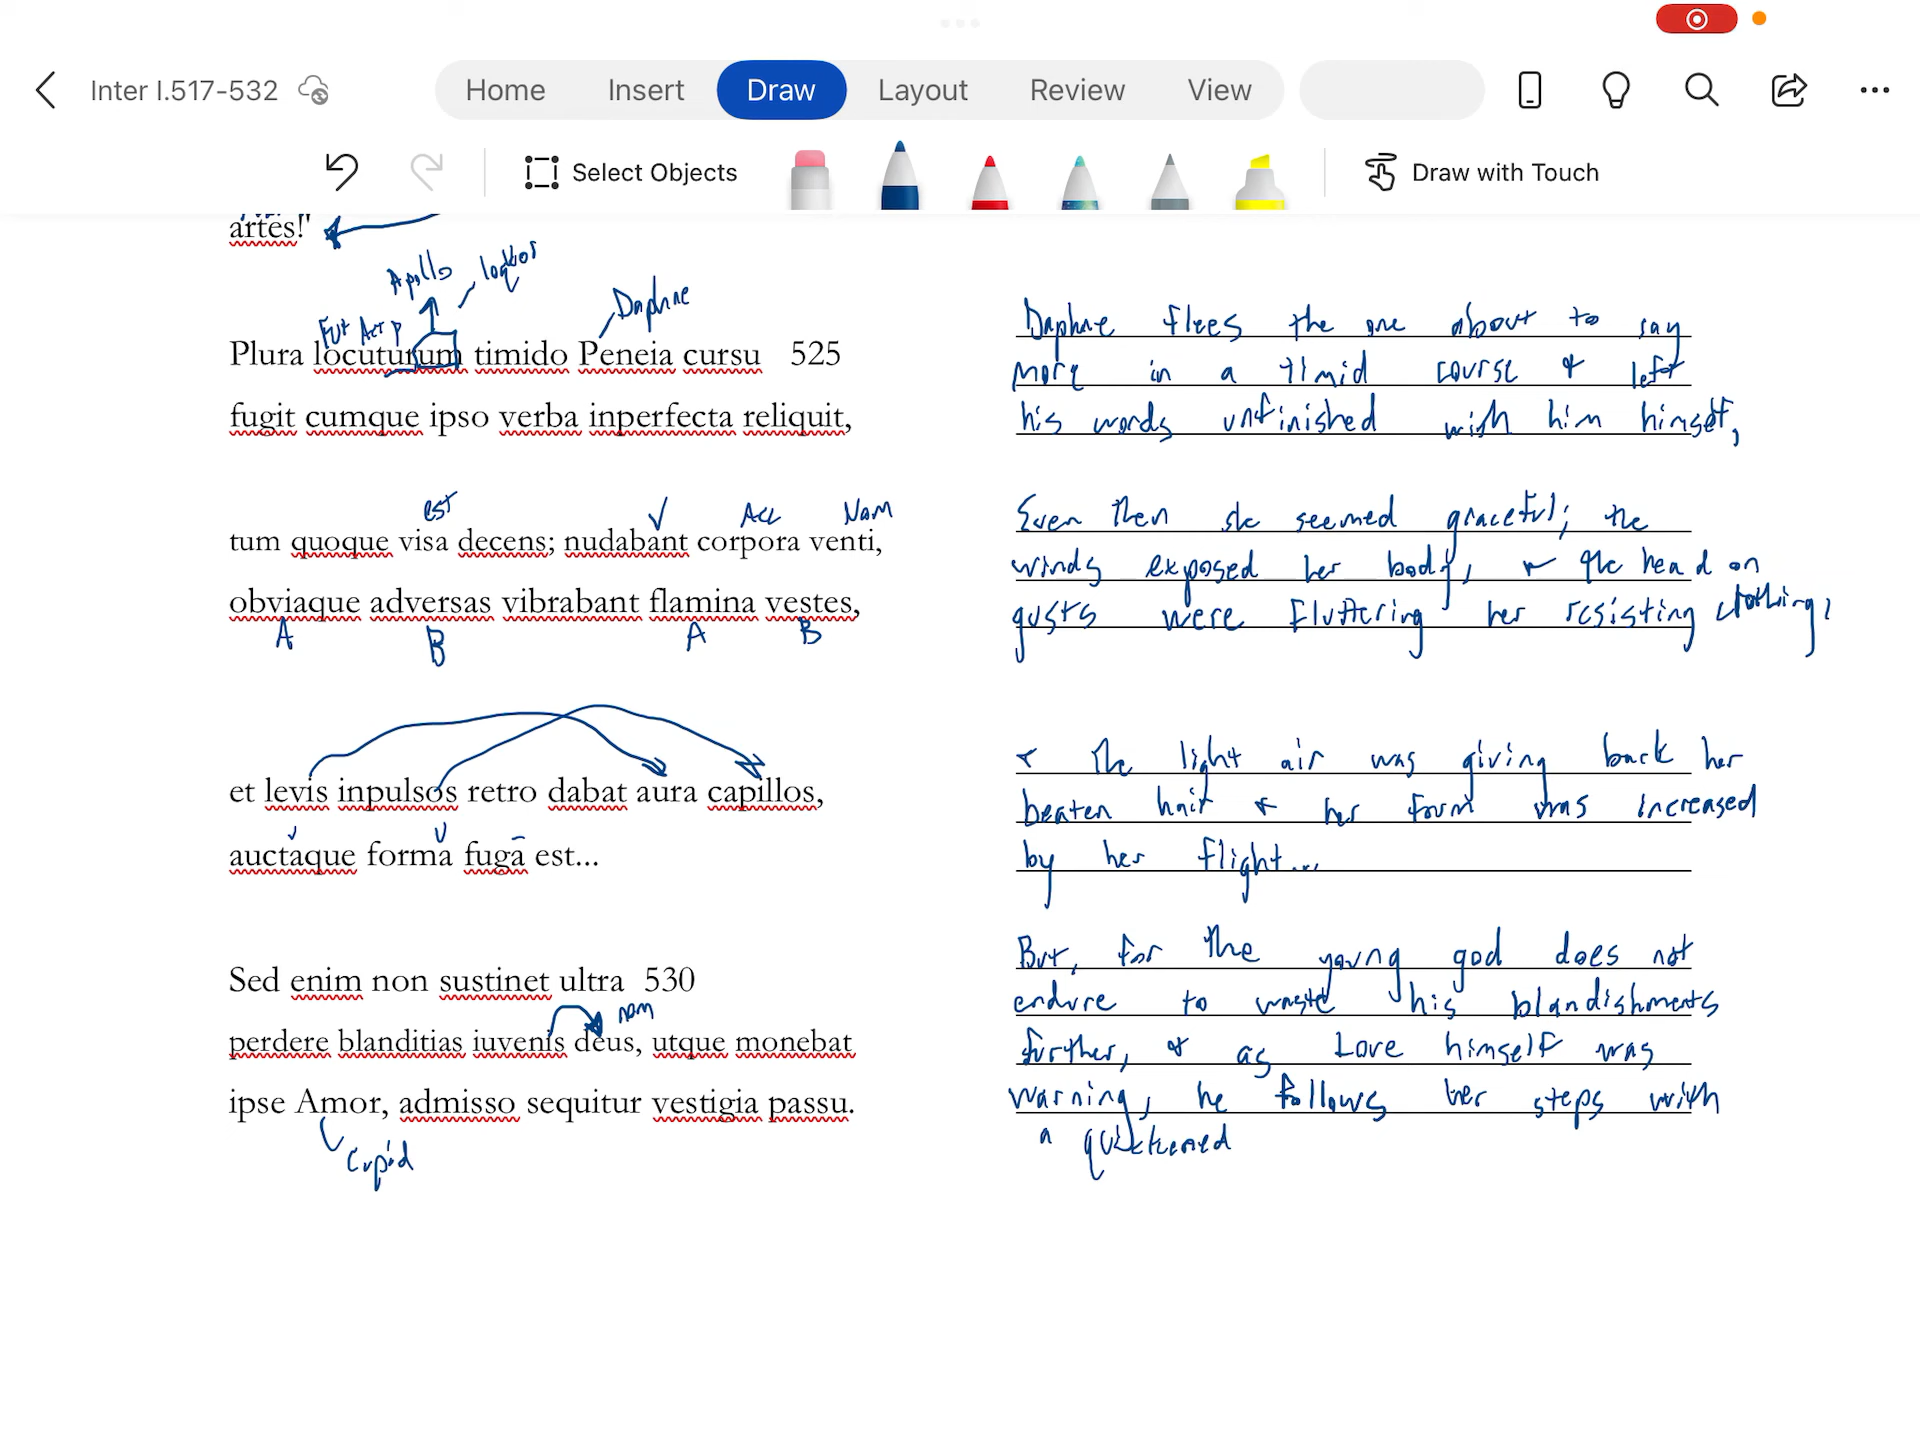 Inter I.517-532
Home Insert Draw Layout Review View
Select Objects
Draw with Touch
artes!"
Apollo loquor
Fut Act P Daphne
Plura locuturum timido Peneia cursu 525
fugit cumque ipso verba inperfecta reliquit,
Daphne flees the one about to say
more in a timid course & left
his words unfinished with him himself,
est V Acc Nom
tum quoque visa decens; nudabant corpora venti,
obviaque adversas vibrabant flamina vestes,
A B A B
Even then she seemed graceful; the
winds exposed her body, & the head on
gusts were fluttering her resisting clothing,
et levis inpulsos retro dabat aura capillos,
auctaque forma fuga est...
& the light air was giving back her
beaten hair & her form was increased
by her flight...
Sed enim non sustinet ultra 530
nom
perdere blanditias iuvenis deus, utque monebat
ipse Amor, admisso sequitur vestigia passu.
Cupid
But, for the young god does not
endure to waste his blandishments
further, & as Love himself was
warning, he follows her steps with
a quickened